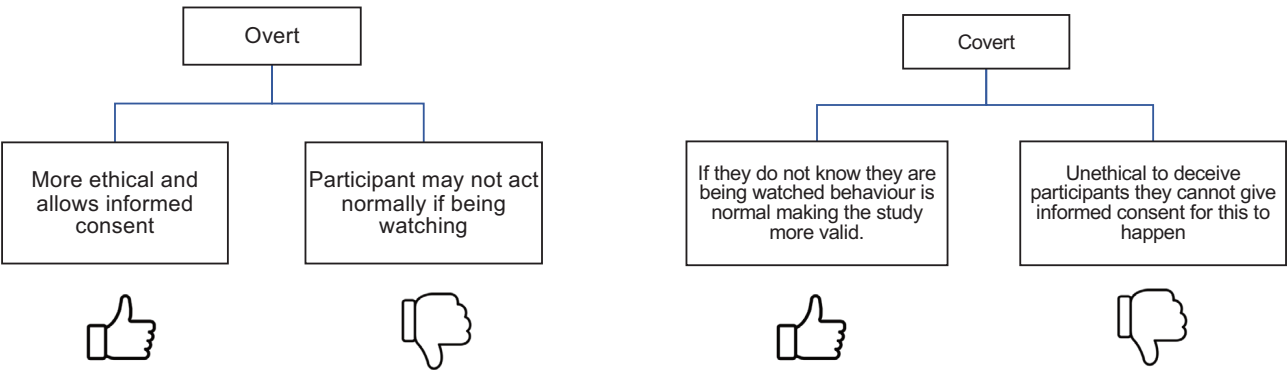 Overt
More ethical and
allows informed
consent
Participant may not act
normally if being
watching
Covert
If they do not know they are
being watched behaviour is
normal making the study
more valid.
Unethical to deceive
participants they cannot give
informed consent for this to
happen